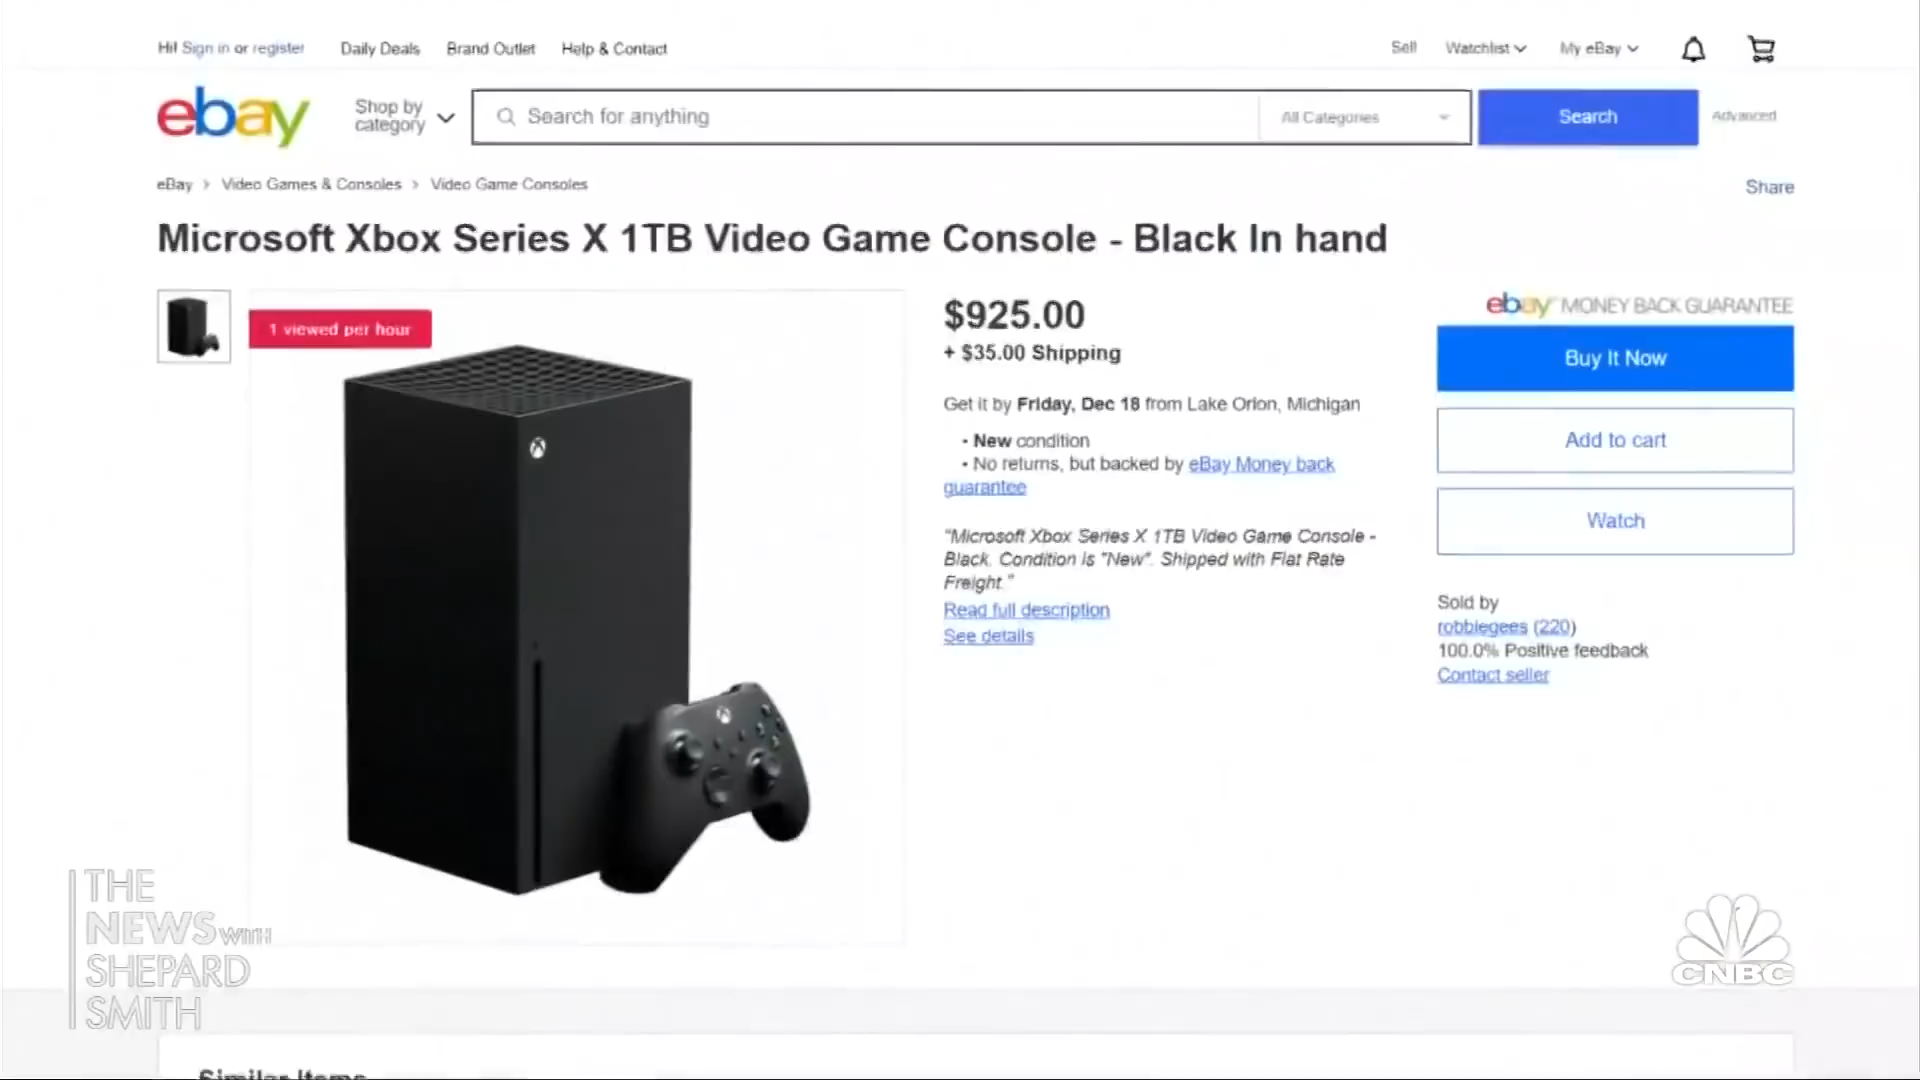 Hi! Sign in or register
Daily Deals
Brand Outlet
Help & Contact
Sell
Watchlist
My eBay
ebay
Shop by
category
Search for anything
All Categories
Search
Advanced
eBay > Video Games & Consoles > Video Game Consoles
Share
Microsoft Xbox Series X 1TB Video Game Console - Black In hand
1 viewed per hour
$925.00
+ $35.00 Shipping
Get it by Friday, Dec 18 from Lake Orion, Michigan
• New condition
• No returns, but backed by eBay Money back
guarantee
"Microsoft Xbox Series X 1TB Video Game Console -
Black. Condition is "New". Shipped with Flat Rate
Freight."
Read full description
See details
ebay MONEY BACK GUARANTEE
Buy It Now
Add to cart
Watch
Sold by
robbiegees (220)
100.0% Positive feedback
Contact seller
THE
NEWS WITH
SHEPARD
SMITH
CNBC
Similar Items